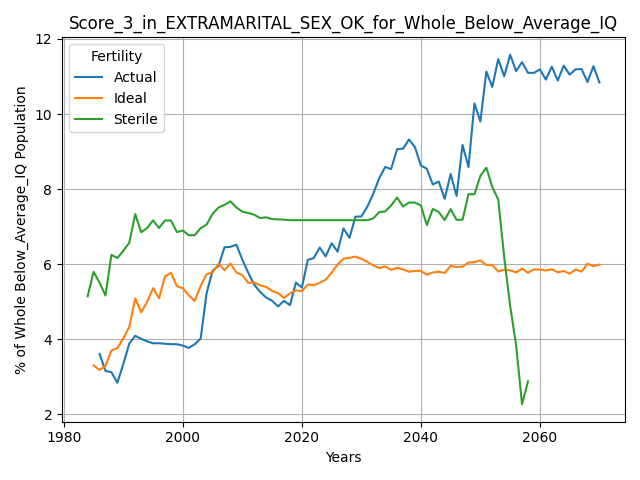 Score_3_in_EXTRAMARITAL_SEX_OK_for_Whole_Below_Average_IQ
Fertility
Actual
Ideal
Sterile
% of Whole Below_Average_IQ Population
12
10
8
6
4
2
1980 2000 2020 2040 2060
Years